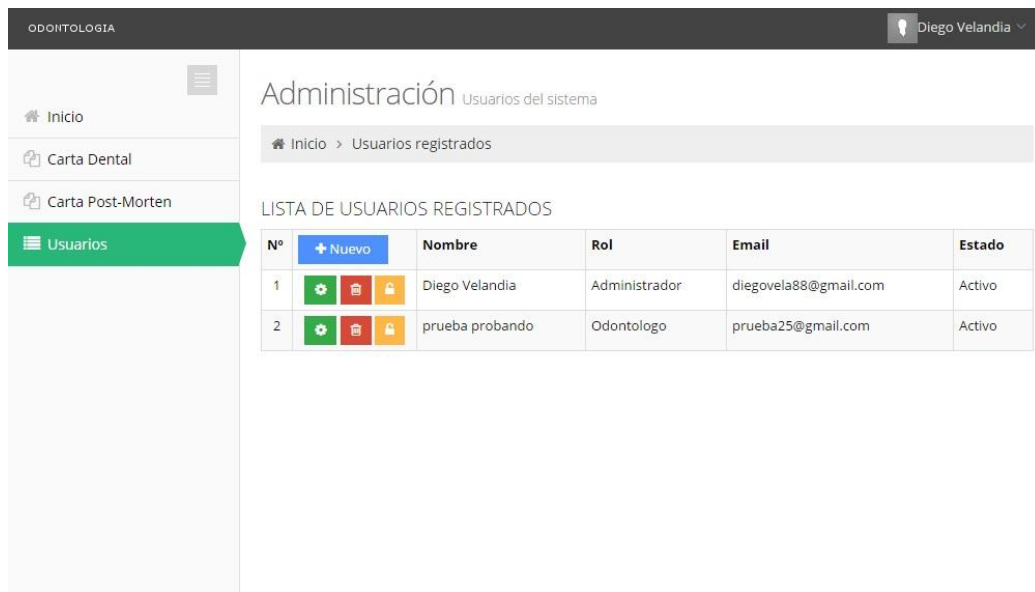 ODONTOLOGIA
Diego Velandia
Inicio
Carta Dental
Carta Post-Morten
Usuarios
Administración Usuarios del sistema
Inicio > Usuarios registrados
LISTA DE USUARIOS REGISTRADOS
Nº Nuevo Nombre Rol Email Estado
1 Diego Velandia Administrador diegovela88@gmail.com Activo
2 prueba probando Odontologo prueba25@gmail.com Activo